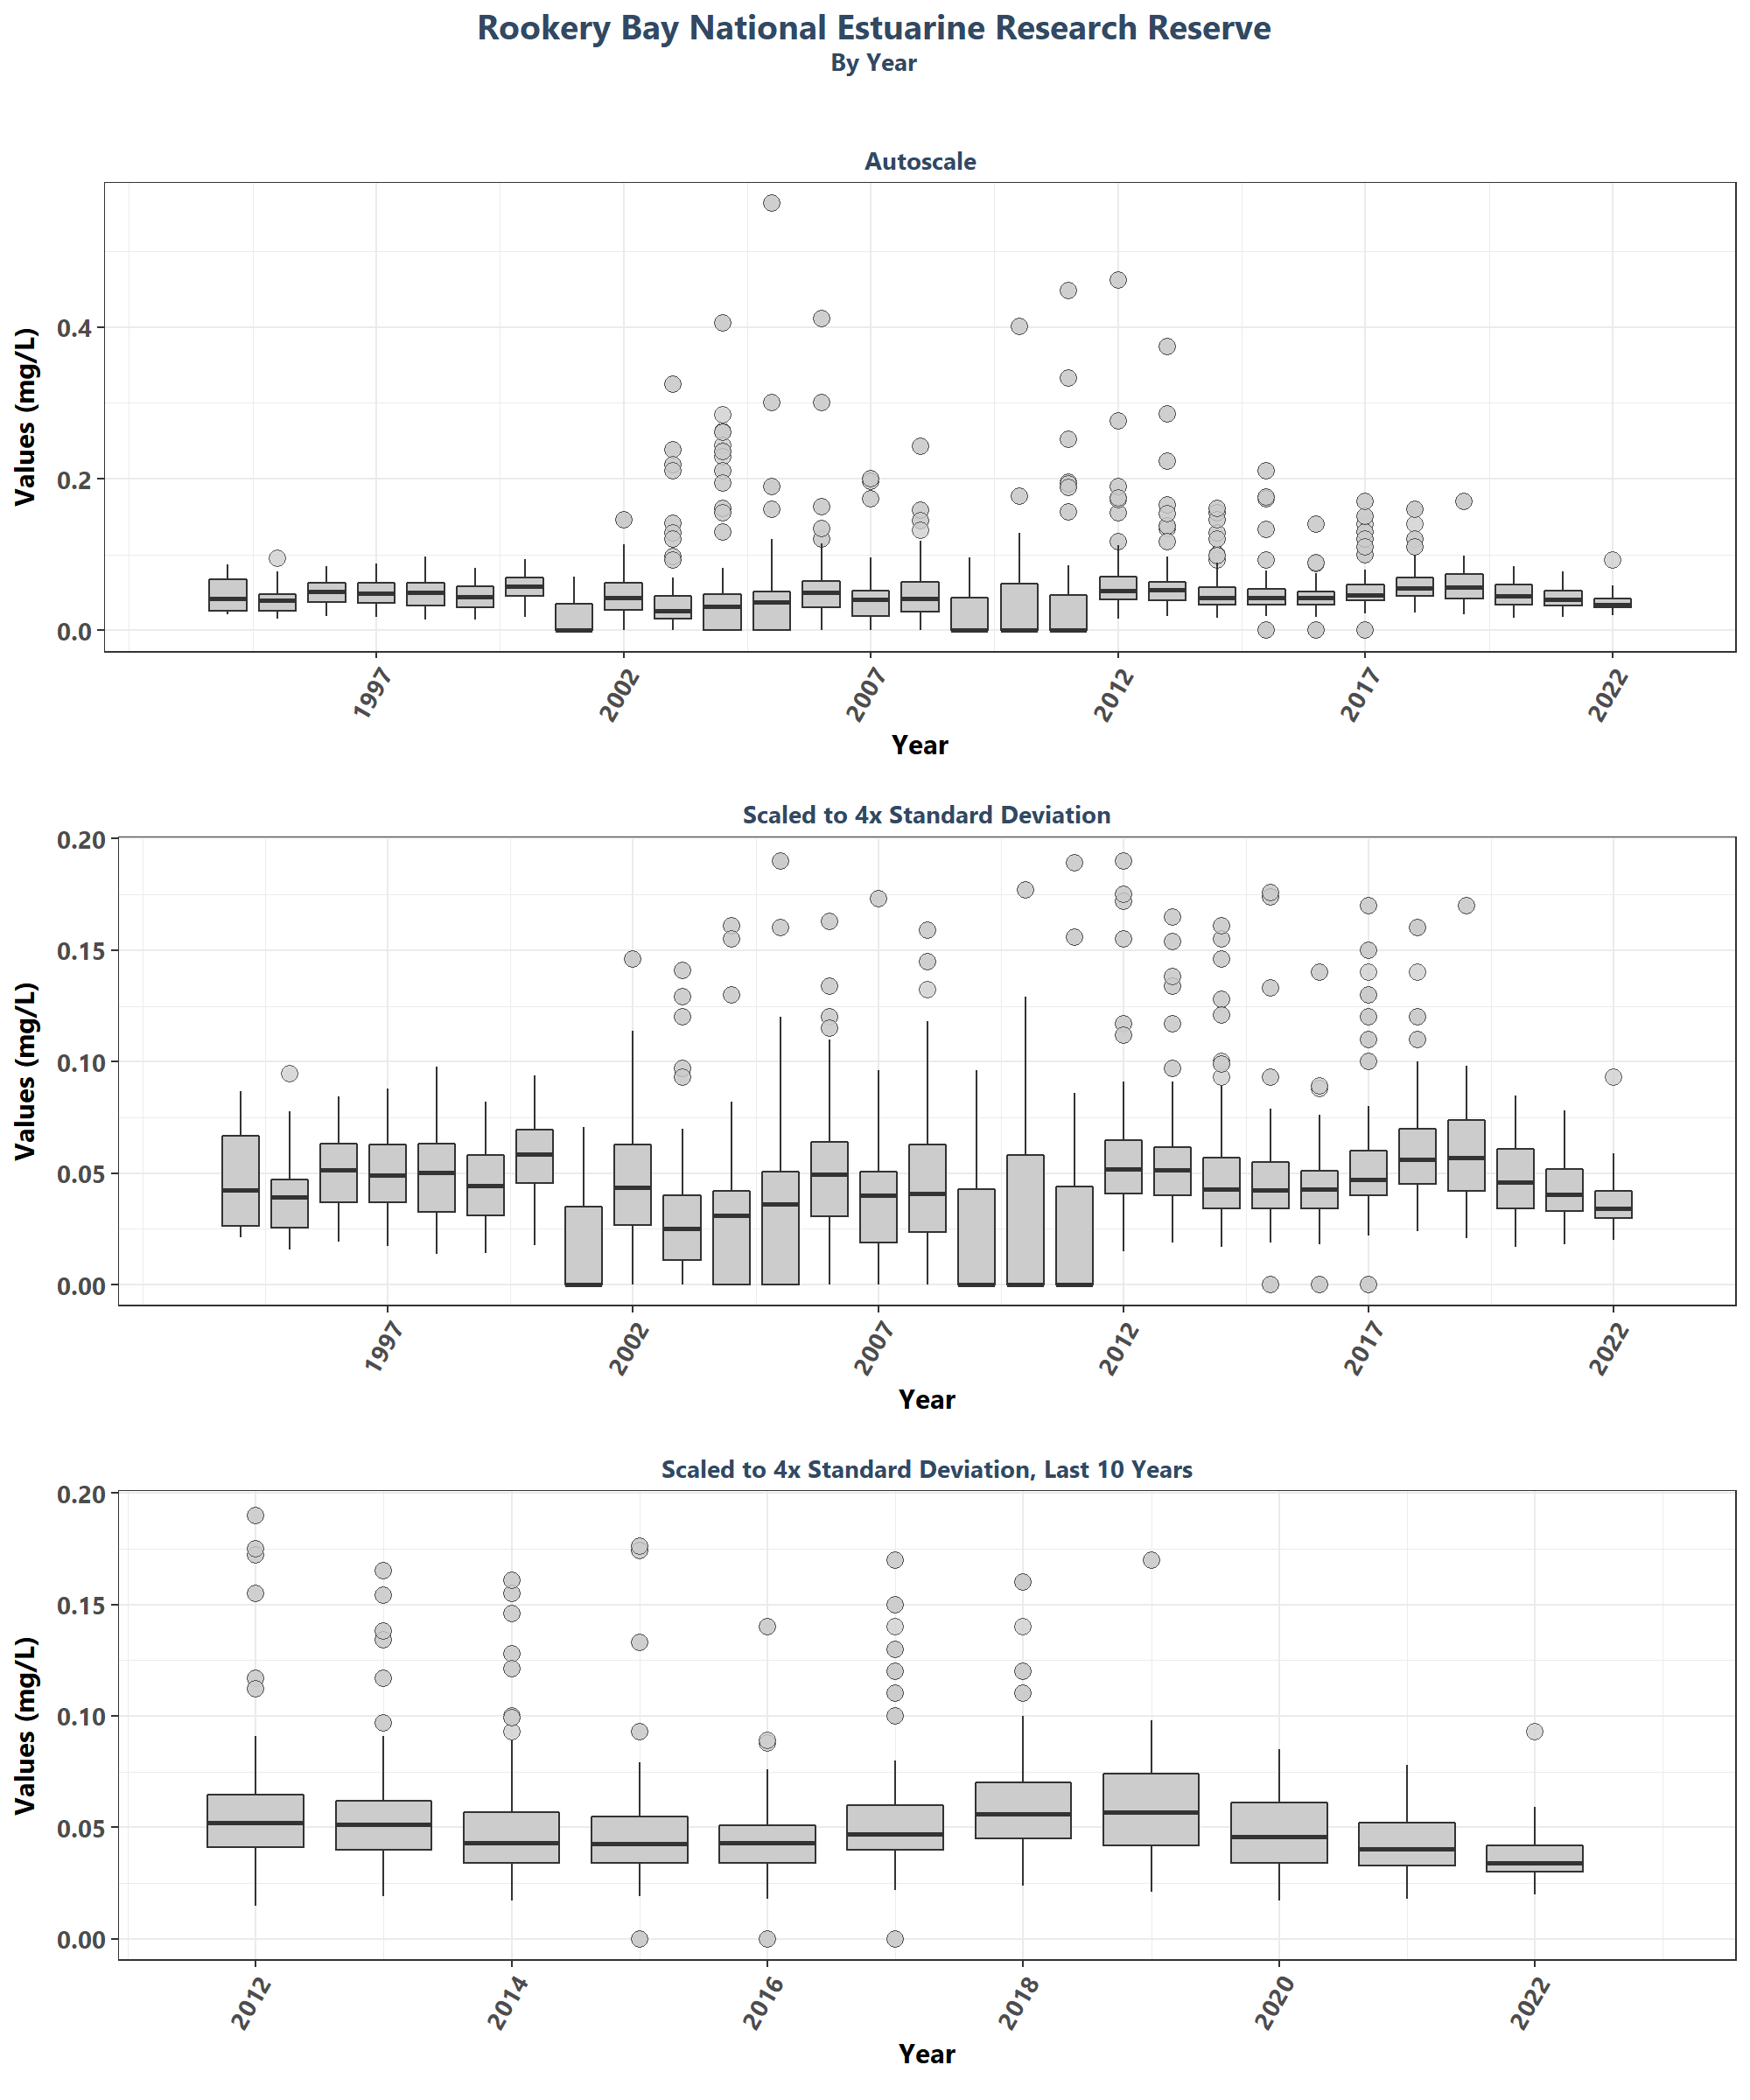 Rookery Bay National Estuarine Research Reserve
By Year
Autoscale
Values (mg/L)
0.4
0.2
0.0
1997 2002 2007 2012 2017 2022
Year
Scaled to 4x Standard Deviation
Values (mg/L)
0.20
0.15
0.10
0.05
0.00
1997 2002 2007 2012 2017 2022
Year
Scaled to 4x Standard Deviation, Last 10 Years
Values (mg/L)
0.20
0.15
0.10
0.05
0.00
2012 2014 2016 2018 2020 2022
Year